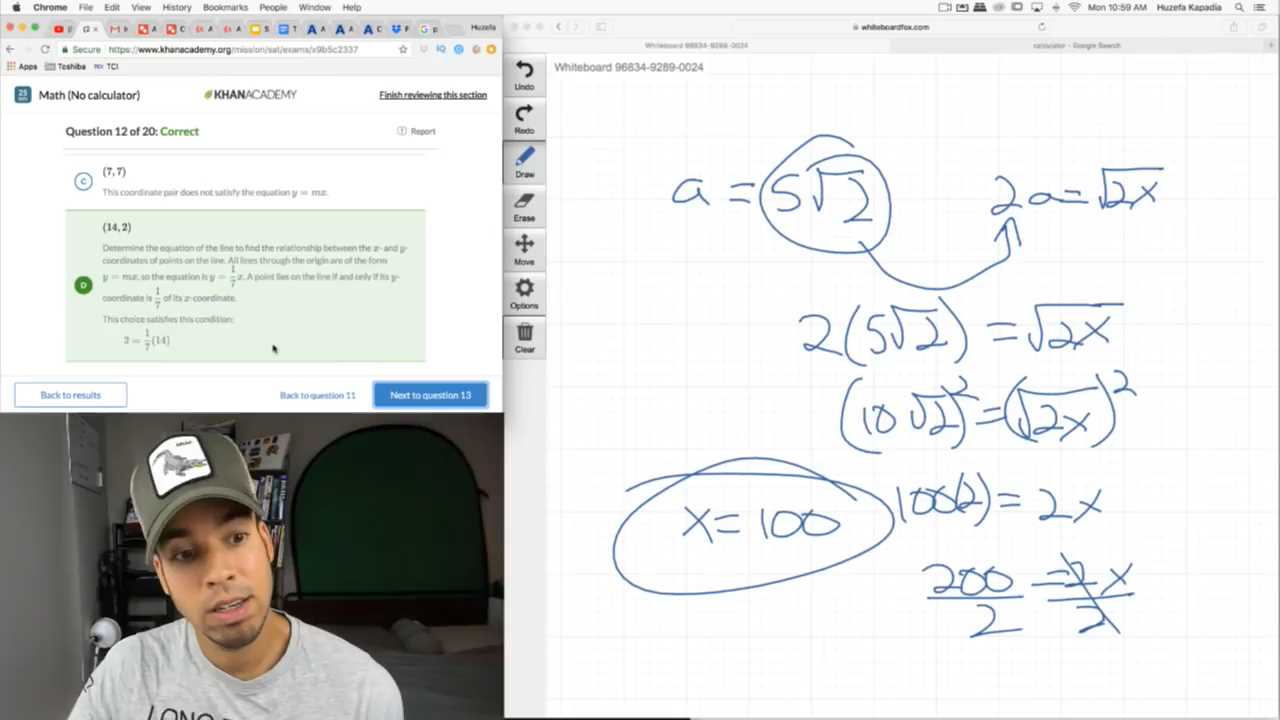 Chrome File Edit View History Bookmarks People Window Help
Mon 10:59 AM Huzefa Kapadia
Huzefa
Secure https://www.khanacademy.org/mission/sat/exams/x9b5c2337
Apps Toshiba TCI
Math (No calculator)
KHANACADEMY
Finish reviewing this section
Question 12 of 20: Correct
Report
C
(7, 7)
This coordinate pair does not satisfy the equation y = mx.
D
(14, 2)
Determine the equation of the line to find the relationship between the x- and y-
coordinates of points on the line. All lines through the origin are of the form
y = mx, so the equation is y = 1/7 x. A point lies on the line if and only if its y-
coordinate is 1/7 of its x-coordinate.
This choice satisfies this condition:
2 = 1/7 (14)
Back to results
Back to question 11
Next to question 13
whiteboardfox.com
Whiteboard 96834-9289-0024
calculator - Google Search
Whiteboard 96834-9289-0024
Undo
Redo
Draw
Erase
Move
Options
Clear
a = 5√2
2a = √2x
2(5√2) = √2x
(10√2)² = (√2x)²
100(2) = 2x
x = 100
200/2 = 2x/2
LONG